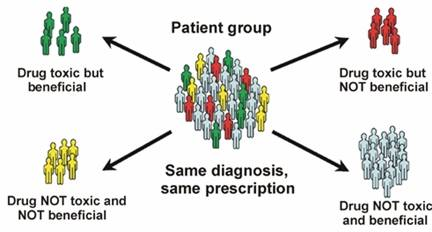 Patient group
Drug toxic but
beneficial
Drug toxic but
NOT beneficial
Same diagnosis,
same prescription
Drug NOT toxic and
NOT beneficial
Drug NOT toxic
and beneficial